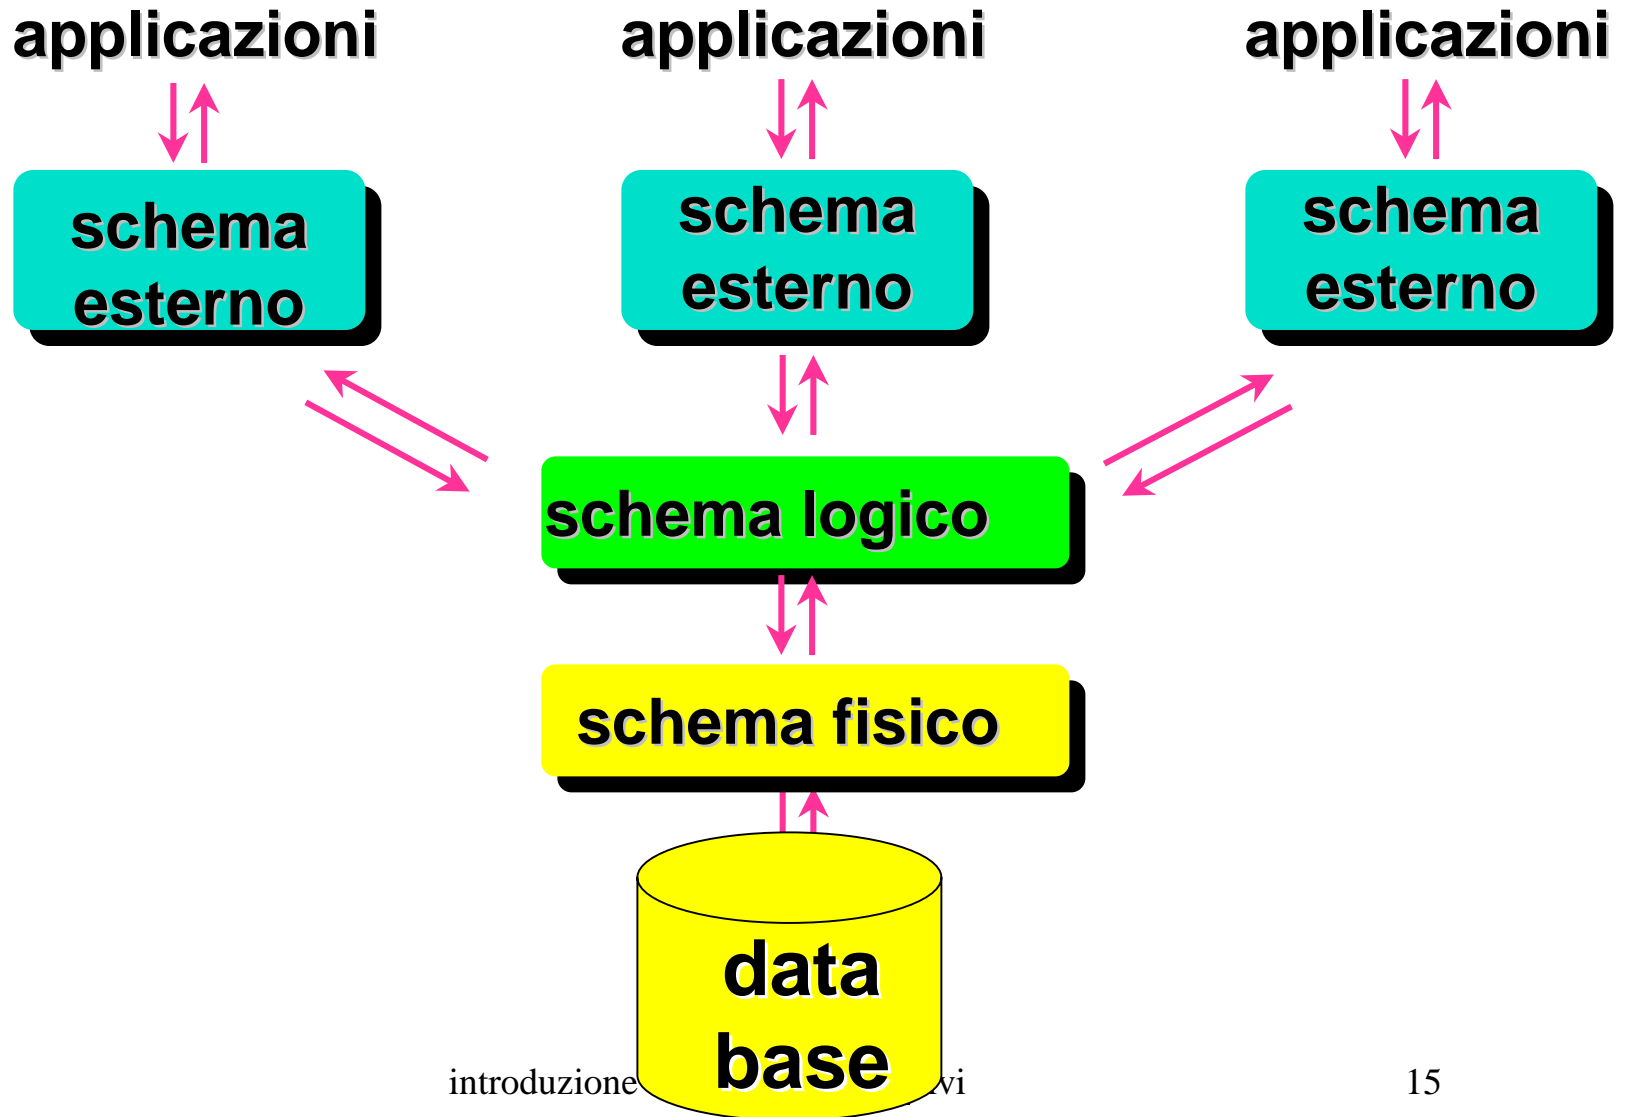 applicazioni applicazioni applicazioni
schema
esterno
schema
esterno
schema
esterno
schema logico
schema fisico
data
base
introduzione
15